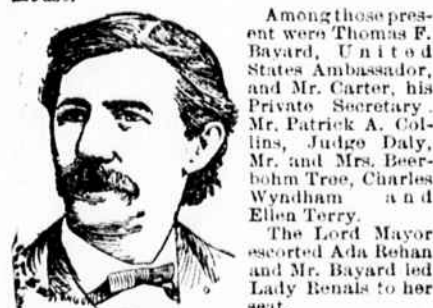 Among those pres-
ent were Thomas F.
Bayard, United
States Ambassador,
and Mr. Carter, his
Private Secretary.
Mr. Patrick A. Col-
lins, Judge Daly,
Mr. and Mrs. Beer-
bohm Tree, Charles
Wyndham and
Ellen Terry.
The Lord Mayor
escorted Ada Rehan
and Mr. Bayard led
Lady Renals to her
seat